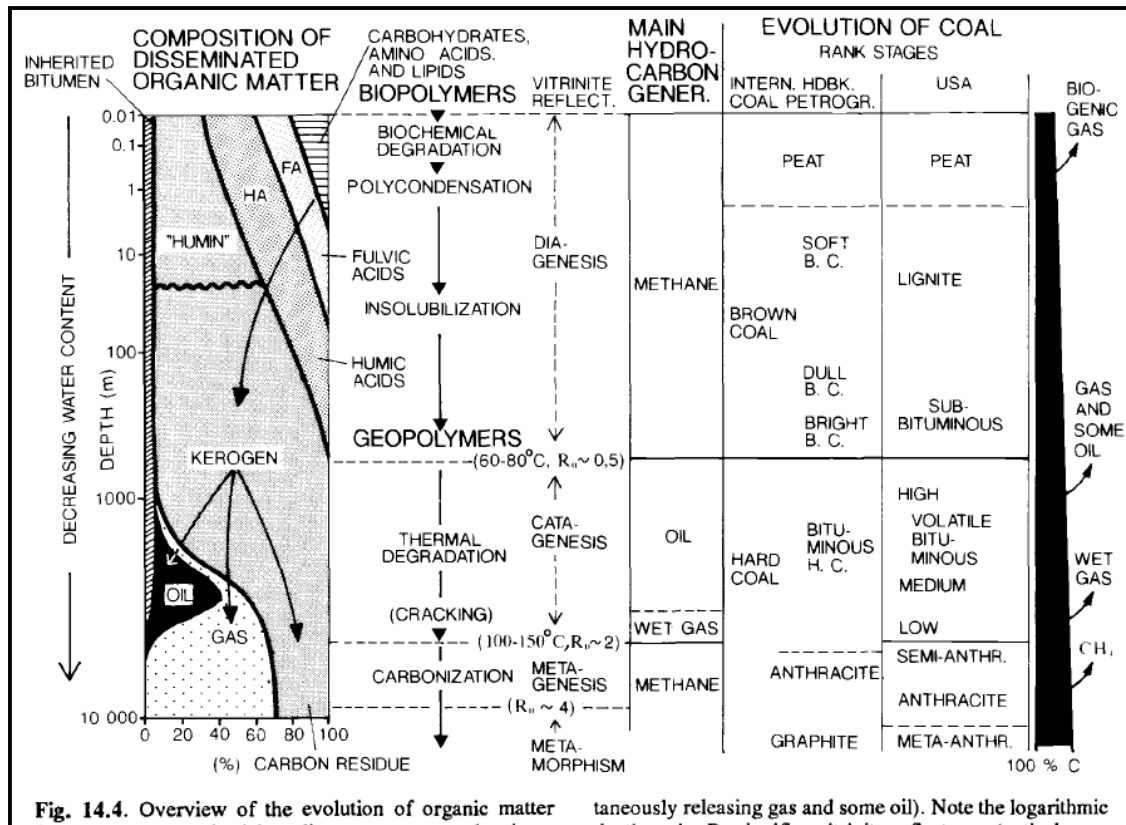 COMPOSITION OF
DISSEMINATED
ORGANIC MATTER
INHERITED
BITUMEN
CARBOHYDRATES,
AMINO ACIDS.
AND LIPIDS
BIOPOLYMERS
BIOCHEMICAL
DEGRADATION
POLYCONDENSATION
INSOLUBILIZATION
GEOPOLYMERS
THERMAL
DEGRADATION
(CRACKING)
CARBONIZATION
DECREASING WATER CONTENT
DEPTH (m)
0.01
0.1
1
10
100
1000
10 000
0
20
40
60
80
100
(%) CARBON RESIDUE
"HUMIN"
HA
FA
FULVIC
ACIDS
HUMIC
ACIDS
KEROGEN
OIL
GAS
VITRINITE
REFLECT.
DIA-
GENESIS
(60-80°C, R₀~ 0,5)
CATA-
GENESIS
(100-150°C,R₀~ 2)
META-
GENESIS
(R₀ ~ 4)
META-
MORPHISM
MAIN
HYDRO-
CARBON
GENER.
METHANE
OIL
WET GAS
METHANE
EVOLUTION OF COAL
RANK STAGES
INTERN. HDBK.
COAL PETROGR.
PEAT
SOFT
B. C.
BROWN
COAL
DULL
B. C.
BRIGHT
B. C.
HARD
COAL
BITU-
MINOUS
H. C.
ANTHRACITE
GRAPHITE
USA
PEAT
LIGNITE
SUB-
BITUMINOUS
HIGH
VOLATILE
BITU-
MINOUS
MEDIUM
LOW
SEMI-ANTHR.
ANTHRACITE
META-ANTHR.
BIO-
GENIC
GAS
GAS
AND
SOME
OIL
WET
GAS
CH₄
100 % C
Fig. 14.4. Overview of the evolution of organic matter
taneously releasing gas and some oil). Note the logarithmic